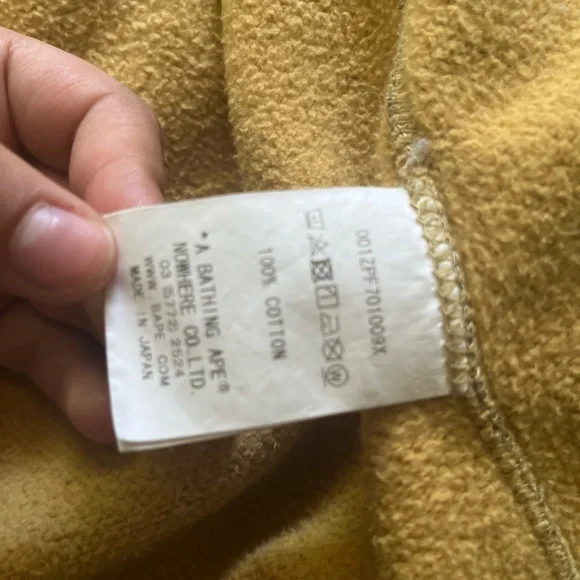 001ZPF701009X
100% COTTON
* A BATHING APE®
NOWHERE CO.,LTD.
03 (5772) 2524
WWW.BAPE.COM
MADE IN JAPAN